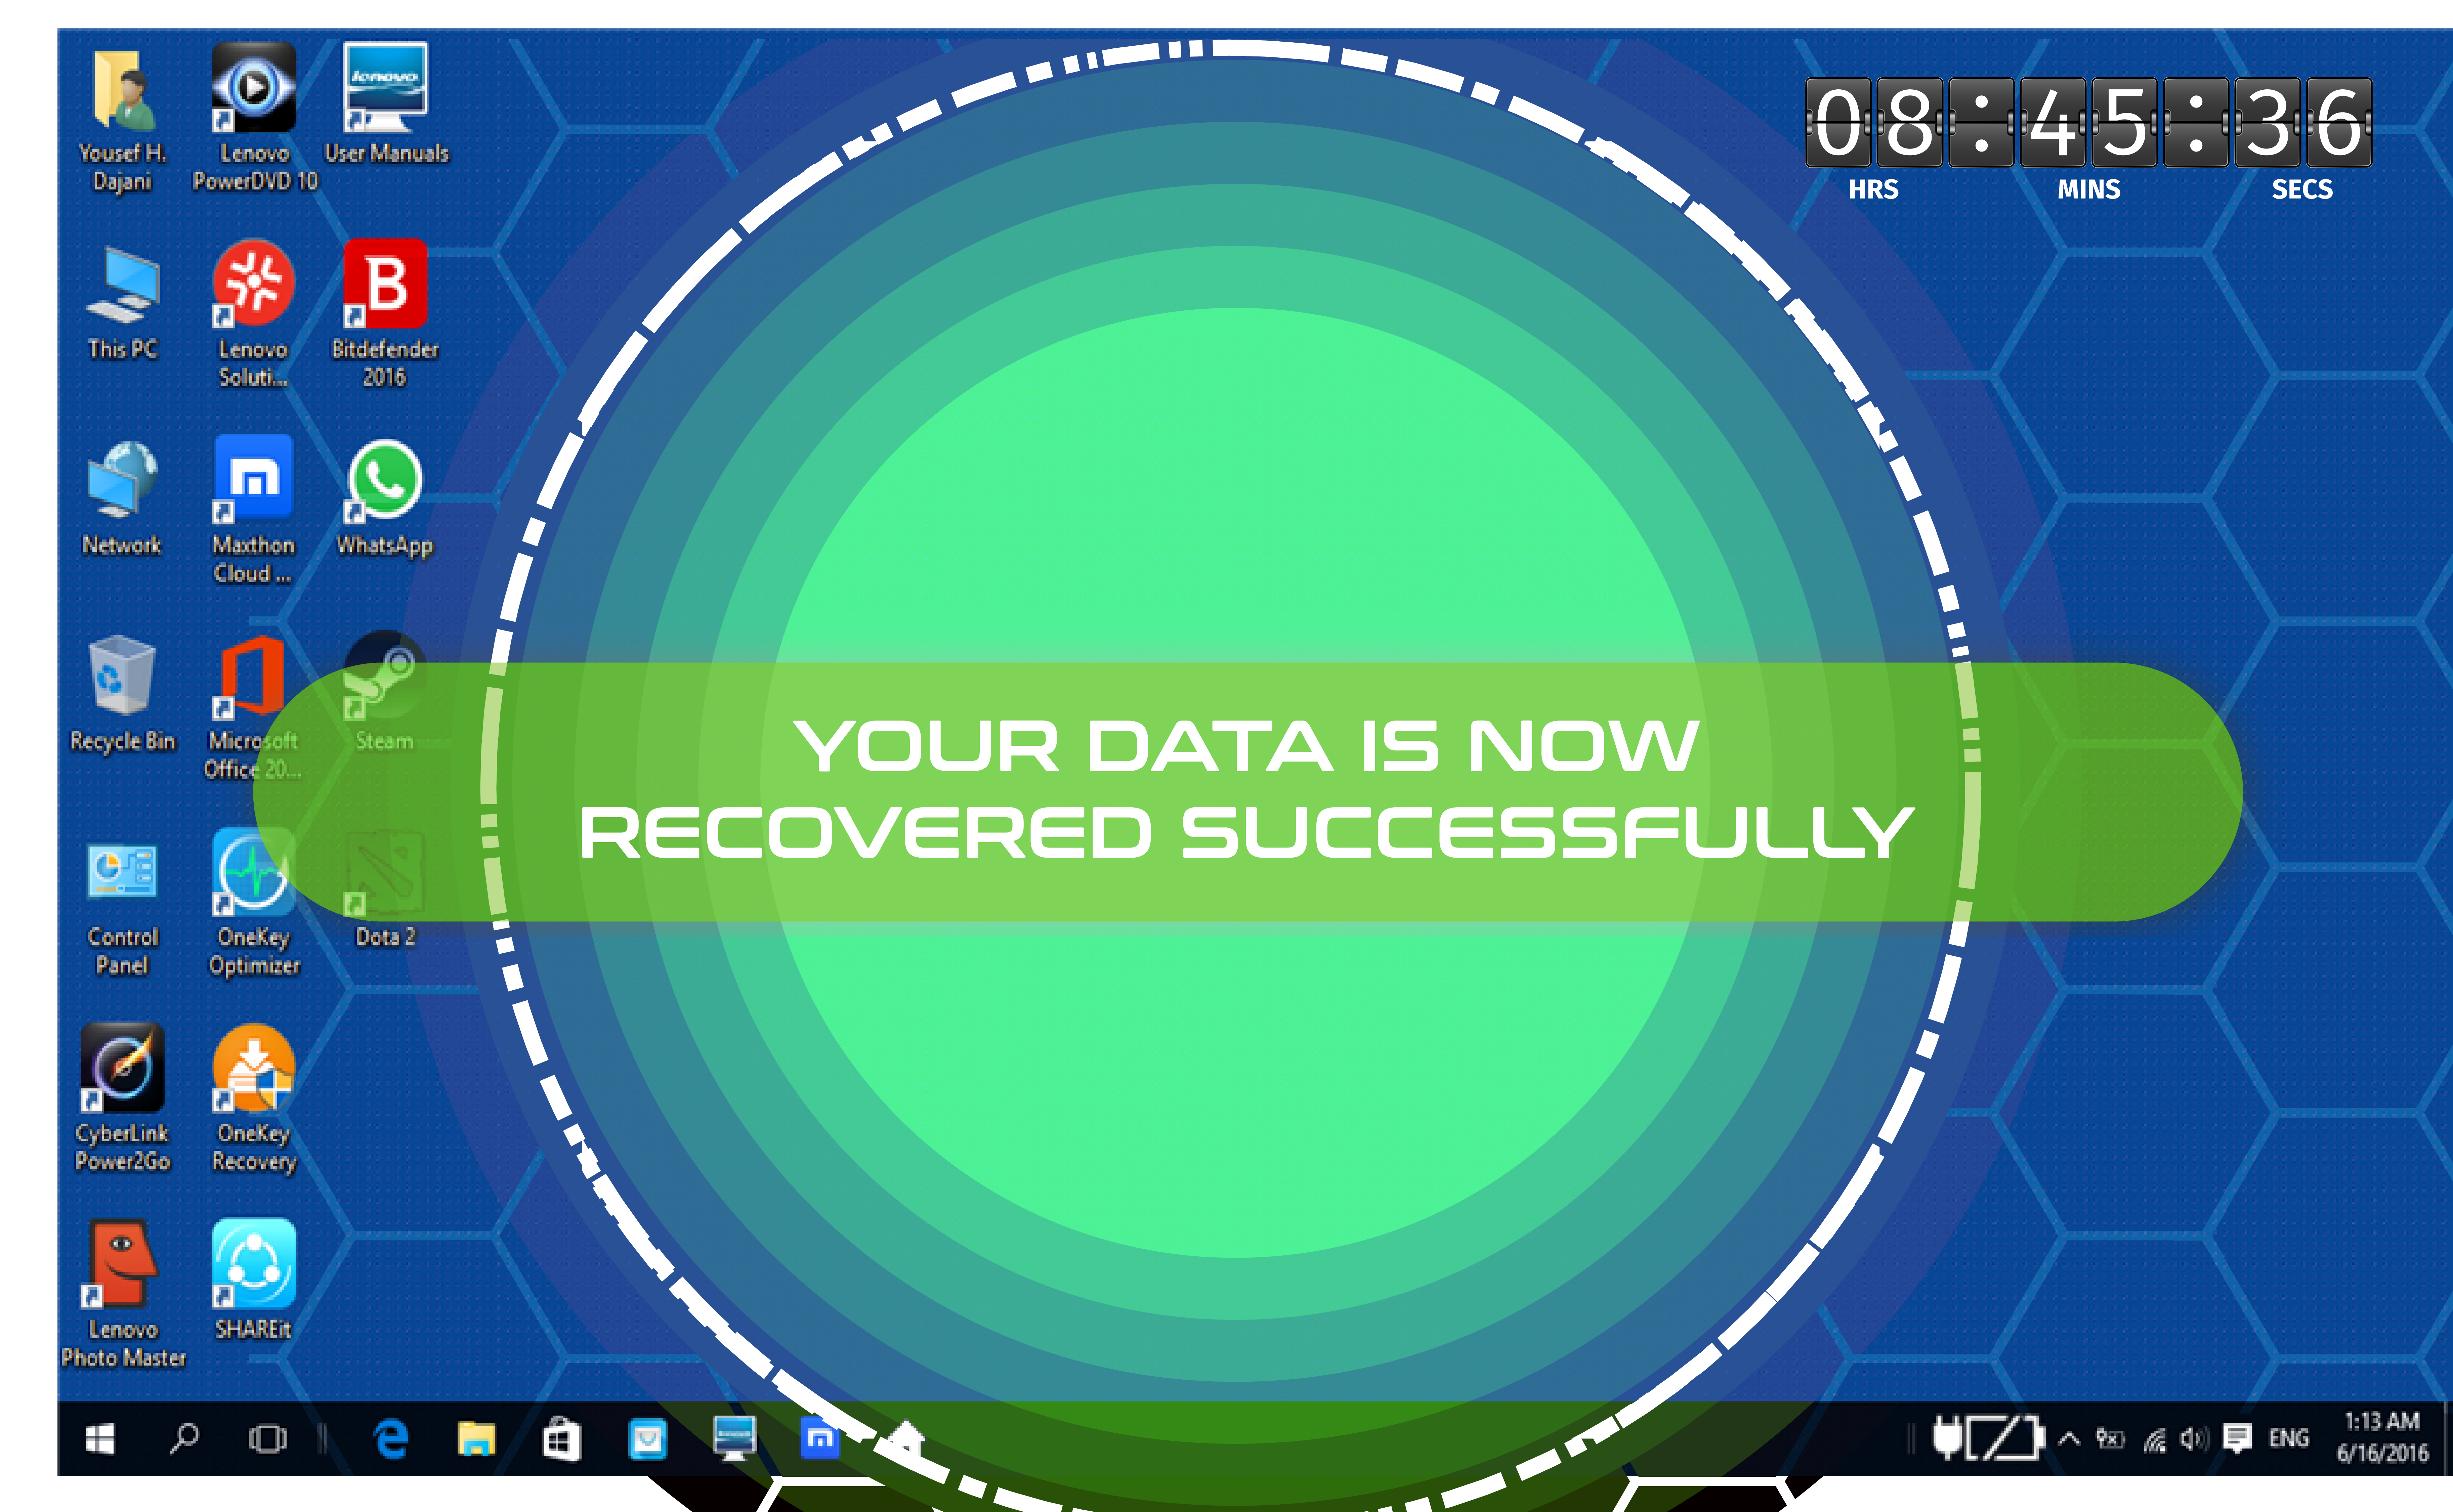 Yousef H.
Dajani
Lenovo
PowerDVD 10
lenovo
User Manuals
08:45:36
HRS
MINS
SECS
This PC
Lenovo
Soluti...
B
Bitdefender
2016
Network
Maxthon
Cloud ...
WhatsApp
Recycle Bin
Microsoft
Office 20...
Steam
YOUR DATA IS NOW
RECOVERED SUCCESSFULLY
Control
Panel
OneKey
Optimizer
Dota 2
CyberLink
Power2Go
OneKey
Recovery
Lenovo
Photo Master
SHAREit
ENG
1:13 AM
6/16/2016